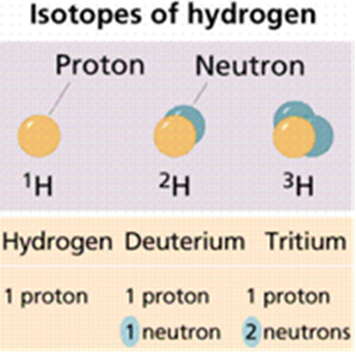 Isotopes of hydrogen
Proton Neutron
¹H ²H ³H
Hydrogen Deuterium Tritium
1 proton 1 proton 1 proton
1 neutron 2 neutrons